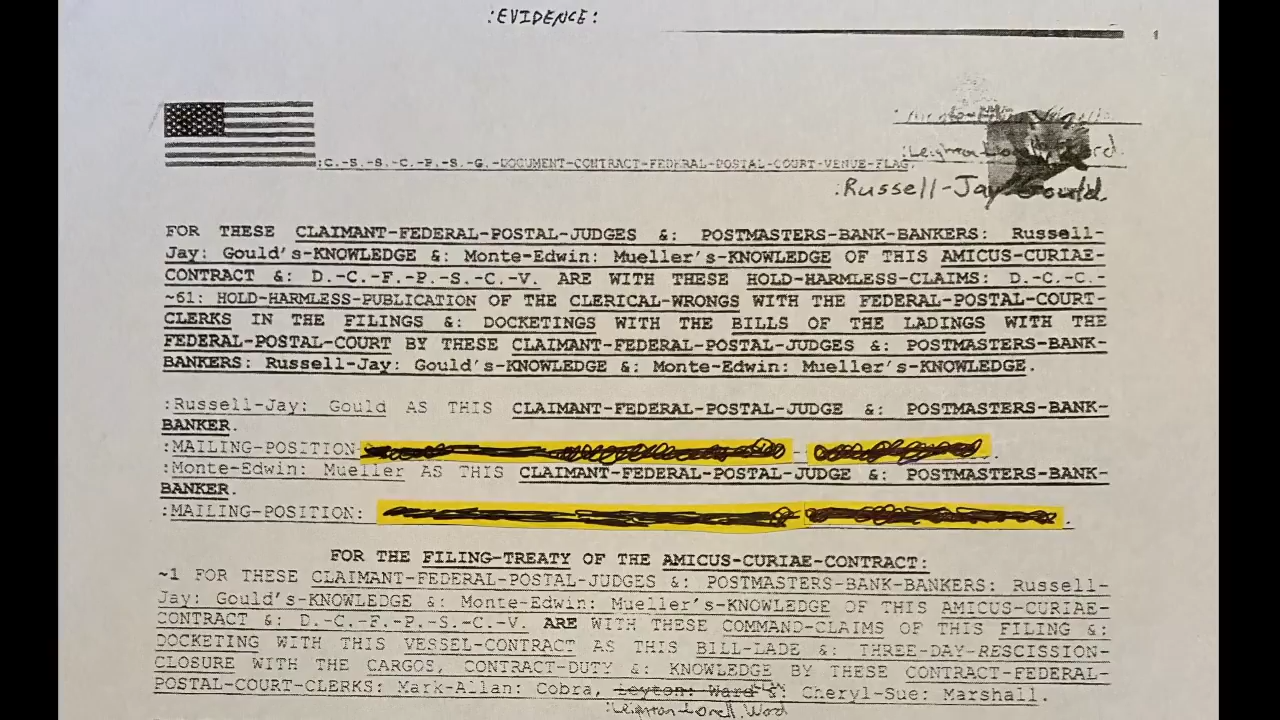 :EVIDENCE:
:C.-S.-S.-C.-P.-S.-G.-DOCUMENT-CONTRACT-FEDERAL-POSTAL-COURT-VENUE-FLAG.
:Russell-Jay: Gould.
FOR THESE CLAIMANT-FEDERAL-POSTAL-JUDGES &: POSTMASTERS-BANK-BANKERS: Russell-
Jay: Gould's-KNOWLEDGE &: Monte-Edwin: Mueller's-KNOWLEDGE OF THIS AMICUS-CURIAE-
CONTRACT &: D.-C.-F.-P.-S.-C.-V. ARE WITH THESE HOLD-HARMLESS-CLAIMS: D.-C.-C.-
~61: HOLD-HARMLESS-PUBLICATION OF THE CLERICAL-WRONGS WITH THE FEDERAL-POSTAL-COURT-
CLERKS IN THE FILINGS &: DOCKETINGS WITH THE BILLS OF THE LADINGS WITH THE
FEDERAL-POSTAL-COURT BY THESE CLAIMANT-FEDERAL-POSTAL-JUDGES &: POSTMASTERS-BANK-
BANKERS: Russell-Jay: Gould's-KNOWLEDGE &: Monte-Edwin: Mueller's-KNOWLEDGE.
:Russell-Jay: Gould AS THIS CLAIMANT-FEDERAL-POSTAL-JUDGE &: POSTMASTERS-BANK-
BANKER.
:MAILING-POSITION:
:Monte-Edwin: Mueller AS THIS CLAIMANT-FEDERAL-POSTAL-JUDGE &: POSTMASTERS-BANK-
BANKER.
:MAILING-POSITION:
FOR THE FILING-TREATY OF THE AMICUS-CURIAE-CONTRACT:
~1 FOR THESE CLAIMANT-FEDERAL-POSTAL-JUDGES &: POSTMASTERS-BANK-BANKERS: Russell-
Jay: Gould's-KNOWLEDGE &: Monte-Edwin: Mueller's-KNOWLEDGE OF THIS AMICUS-CURIAE-
CONTRACT &: D.-C.-F.-P.-S.-C.-V. ARE WITH THESE COMMAND-CLAIMS OF THIS FILING &:
DOCKETING WITH THIS VESSEL-CONTRACT AS THIS BILL-LADE &: THREE-DAY-RESCISSION-
CLOSURE WITH THE CARGOS, CONTRACT-DUTY &: KNOWLEDGE BY THESE CONTRACT-FEDERAL-
POSTAL-COURT-CLERKS: Mark-Allan: Cobra, Leyton: Ward &: Cheryl-Sue: Marshall.